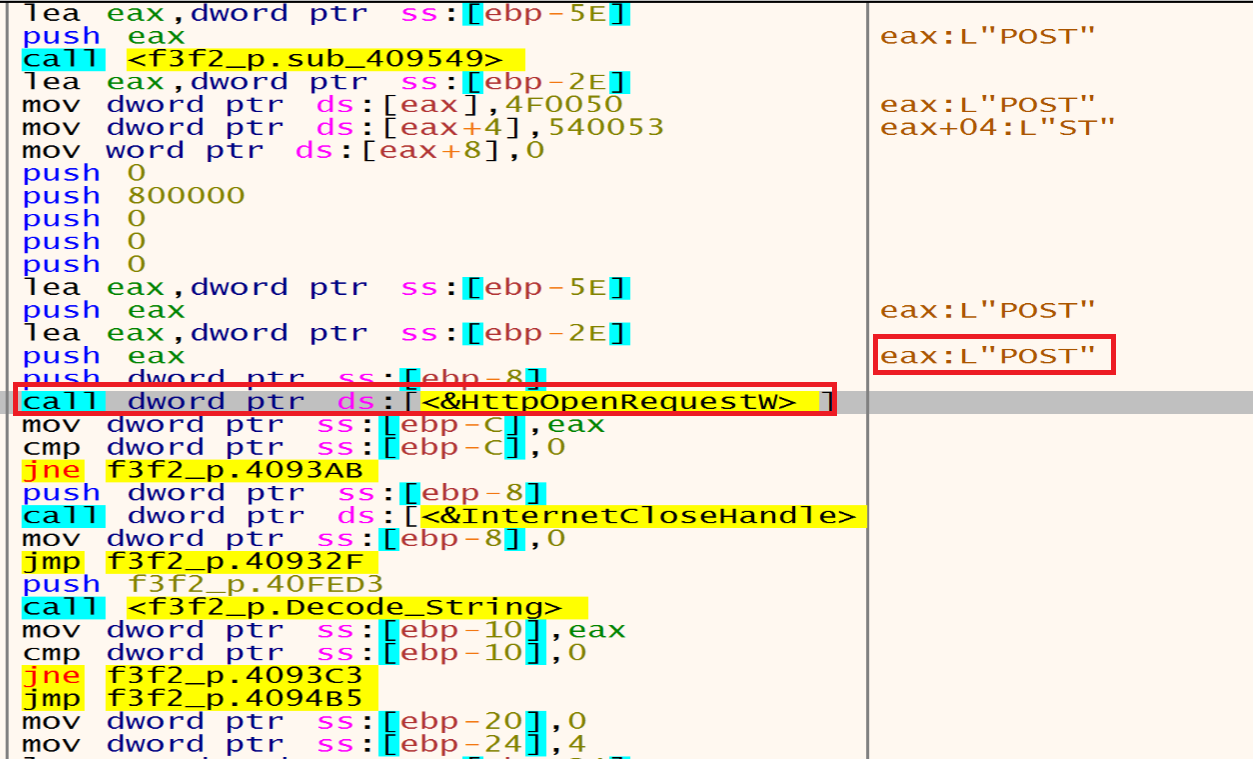 lea eax,dword ptr ss:[ebp-5E]
push eax eax:L"POST"
call <f3f2_p.sub_409549>
lea eax,dword ptr ss:[ebp-2E]
mov dword ptr ds:[eax],4F0050 eax:L"POST"
mov dword ptr ds:[eax+4],540053 eax+04:L"ST"
mov word ptr ds:[eax+8],0
push 0
push 800000
push 0
push 0
push 0
lea eax,dword ptr ss:[ebp-5E]
push eax eax:L"POST"
lea eax,dword ptr ss:[ebp-2E]
push eax eax:L"POST"
push dword ptr ss:[ebp-8]
call dword ptr ds:[<&HttpOpenRequestW>]
mov dword ptr ss:[ebp-C],eax
cmp dword ptr ss:[ebp-C],0
jne f3f2_p.4093AB
push dword ptr ss:[ebp-8]
call dword ptr ds:[<&InternetCloseHandle>
mov dword ptr ss:[ebp-8],0
jmp f3f2_p.40932F
push f3f2_p.40FED3
call <f3f2_p.Decode_String>
mov dword ptr ss:[ebp-10],eax
cmp dword ptr ss:[ebp-10],0
jne f3f2_p.4093C3
jmp f3f2_p.4094B5
mov dword ptr ss:[ebp-20],0
mov dword ptr ss:[ebp-24],4